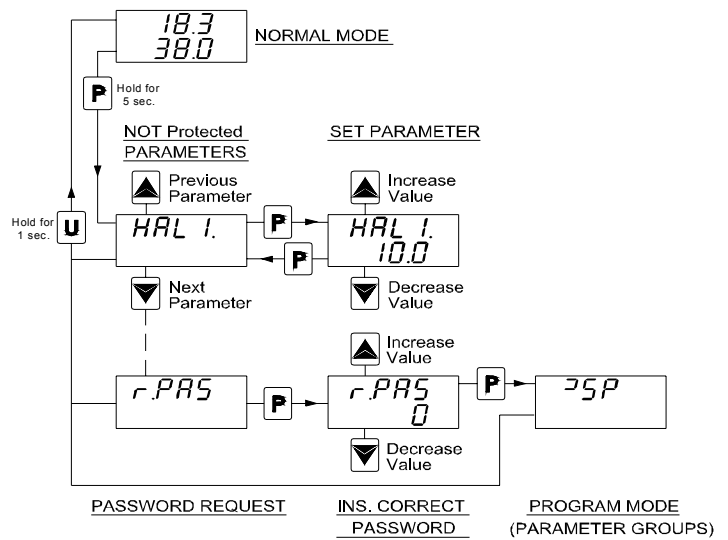 18.3
38.0
NORMAL MODE
P
Hold for
5 sec.
NOT Protected
PARAMETERS
SET PARAMETER
Previous
Parameter
Increase
Value
Hold for
1 sec.
U
HAL 1.
P
HAL 1.
10.0
P
Next
Parameter
Decrease
Value
Increase
Value
r.PAS
P
r.PAS
0
P
⊐SP
Decrease
Value
PASSWORD REQUEST
INS. CORRECT
PASSWORD
PROGRAM MODE
(PARAMETER GROUPS)